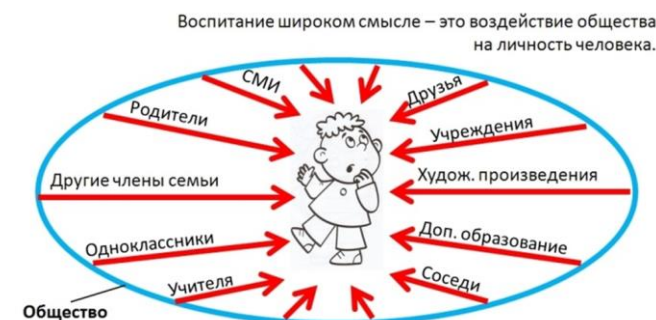 Воспитание широком смысле – это воздействие общества
на личность человека.
СМИ
Друзья
Родители
Учреждения
Другие члены семьи
Худож. произведения
Одноклассники
Доп. образование
Учителя
Соседи
Общество